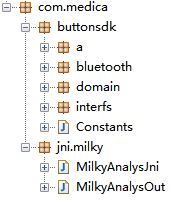 com.medica
buttonsdk
a
bluetooth
domain
interfs
Constants
jni.milky
MilkyAnalysJni
MilkyAnalysOut